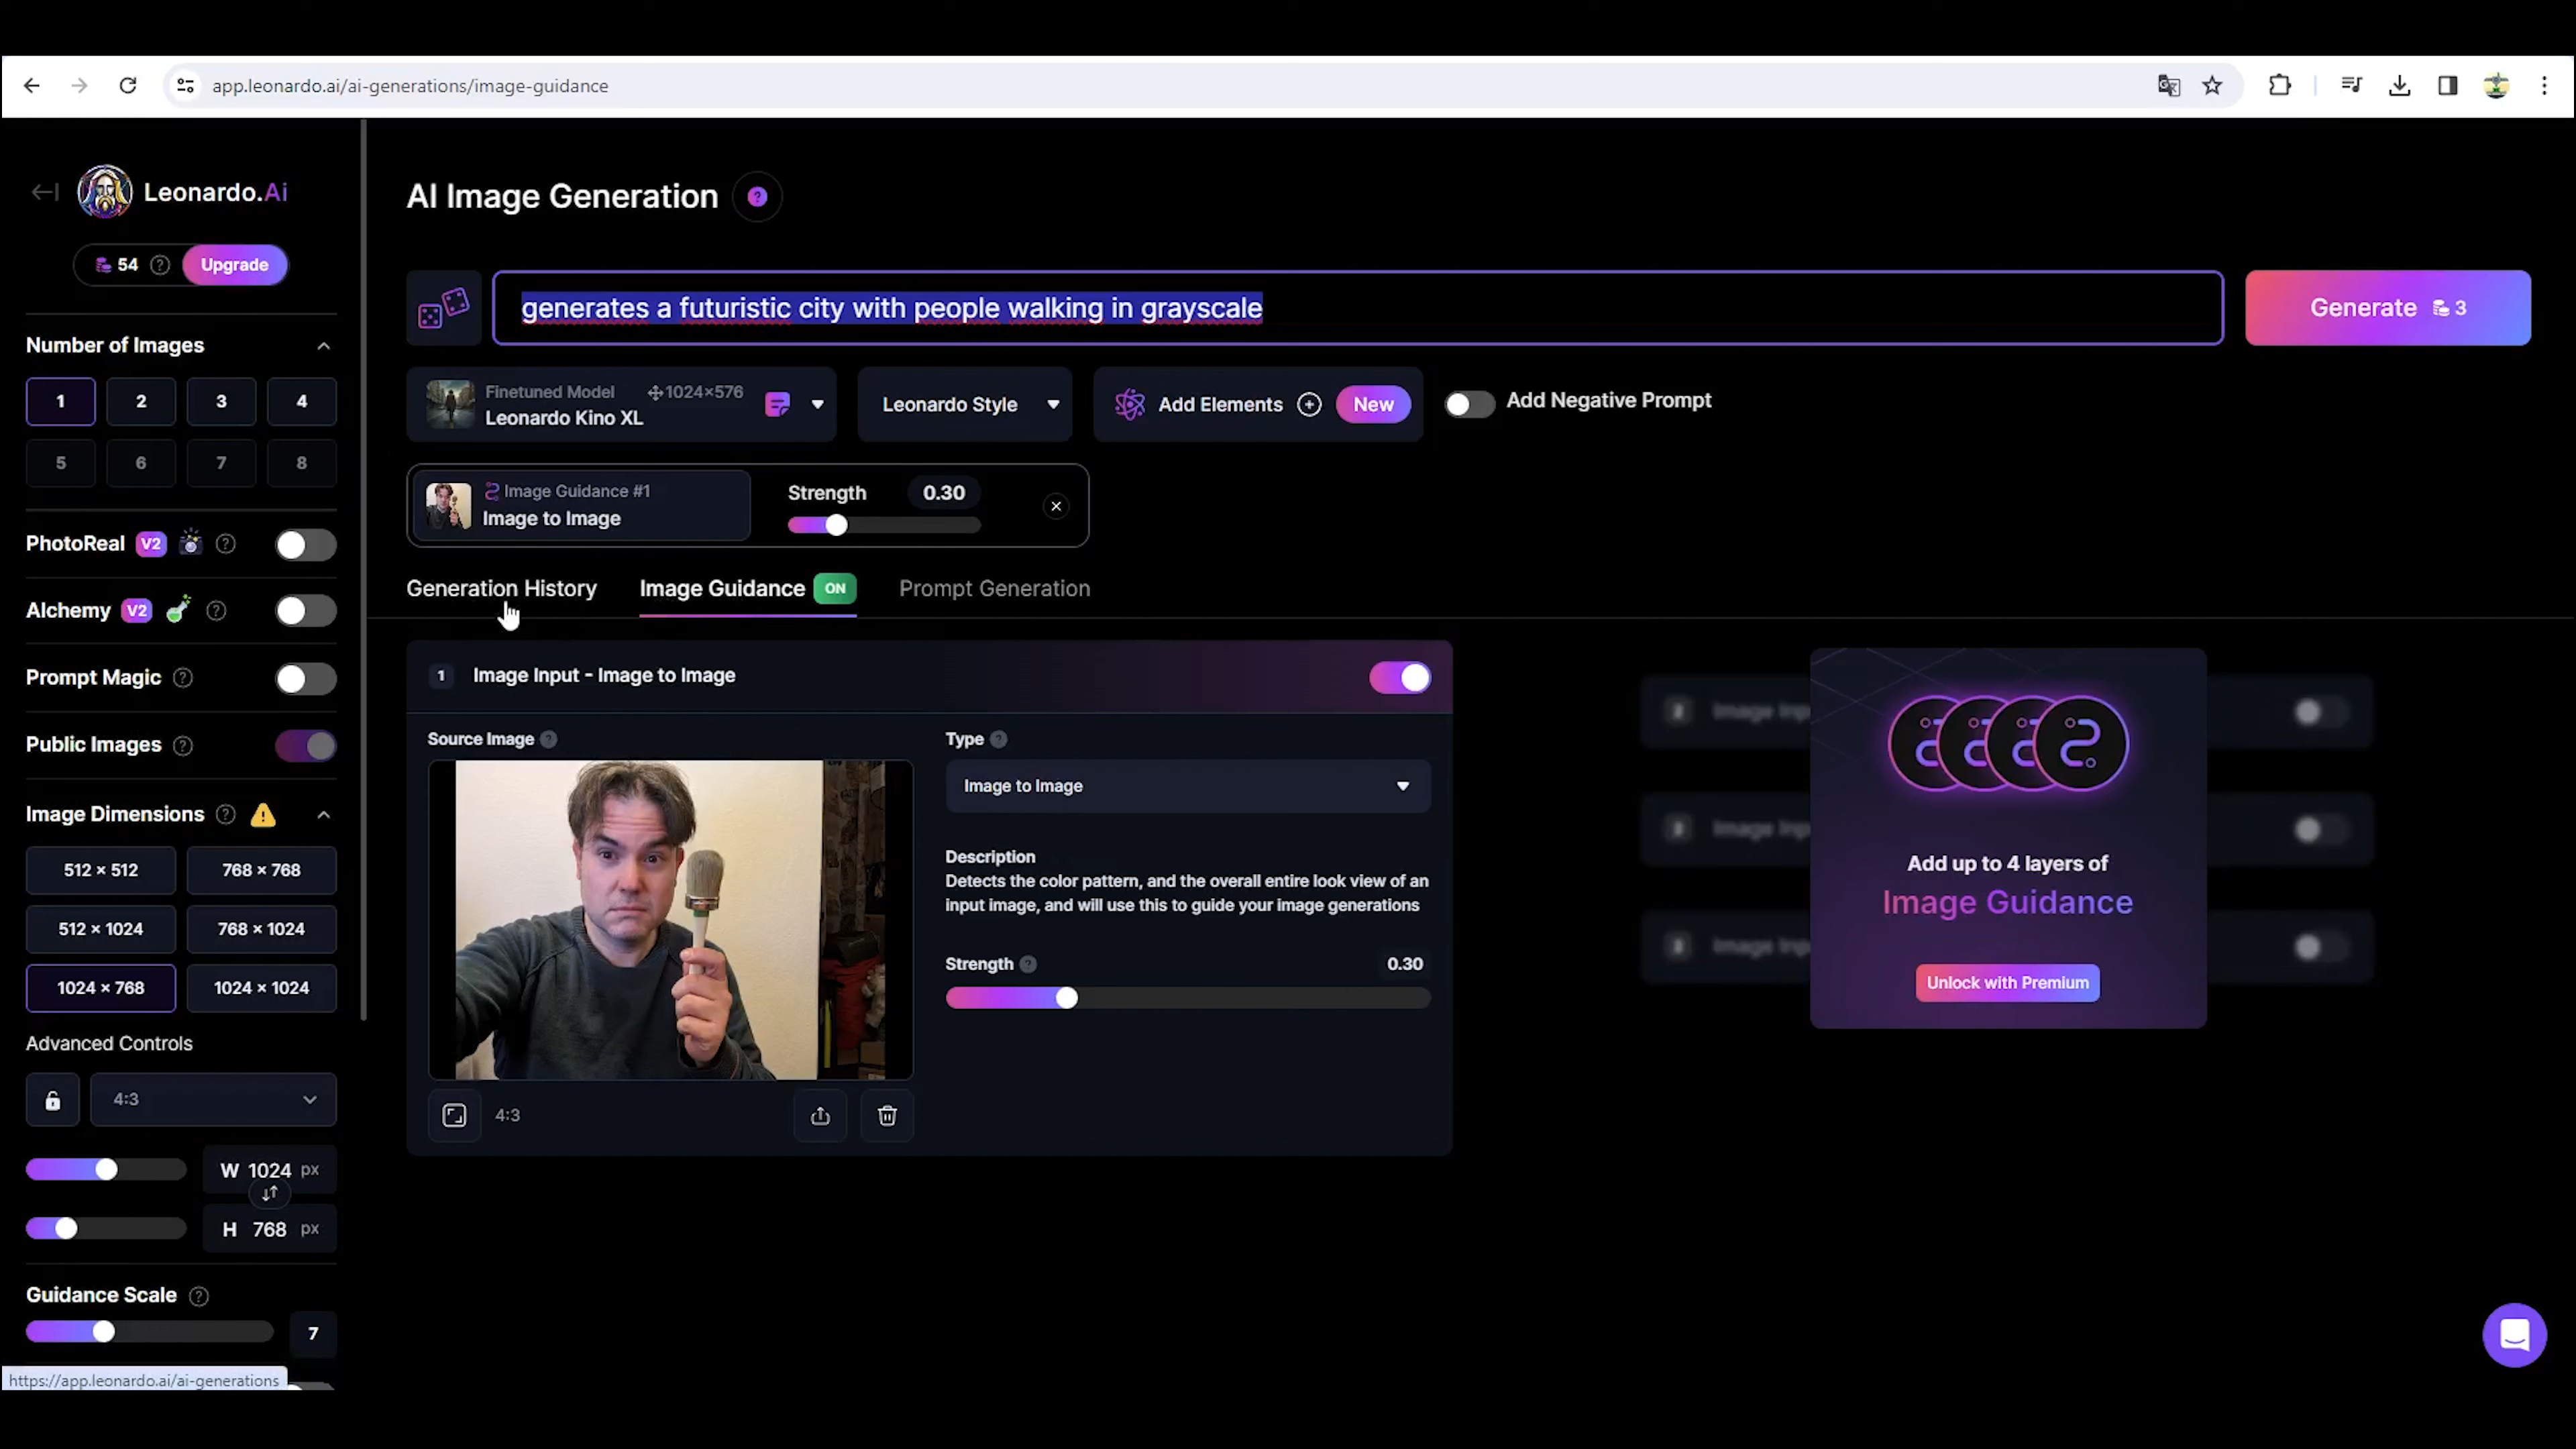 app.leonardo.ai/ai-generations/image-guidance
Leonardo.Ai
54 ? Upgrade
Number of Images
1 2 3 4
5 6 7 8
PhotoReal V2 ?
Alchemy V2 ?
Prompt Magic ?
Public Images ?
Image Dimensions ?
512 × 512 768 × 768
512 × 1024 768 × 1024
1024 × 768 1024 × 1024
Advanced Controls
4:3
W 1024 px
H 768 px
Guidance Scale ?
7
https://app.leonardo.ai/ai-generations
AI Image Generation ?
generates a futuristic city with people walking in grayscale
Generate 3
Finetuned Model 1024×576
Leonardo Kino XL
Leonardo Style
Add Elements New
Add Negative Prompt
Image Guidance #1
Image to Image
Strength 0.30
Generation History Image Guidance ON Prompt Generation
1 Image Input - Image to Image
Source Image ?
4:3
Type ?
Image to Image
Description
Detects the color pattern, and the overall entire look view of an
input image, and will use this to guide your image generations
Strength ? 0.30
Image Inp
Image Inp
Image Inp
Add up to 4 layers of
Image Guidance
Unlock with Premium